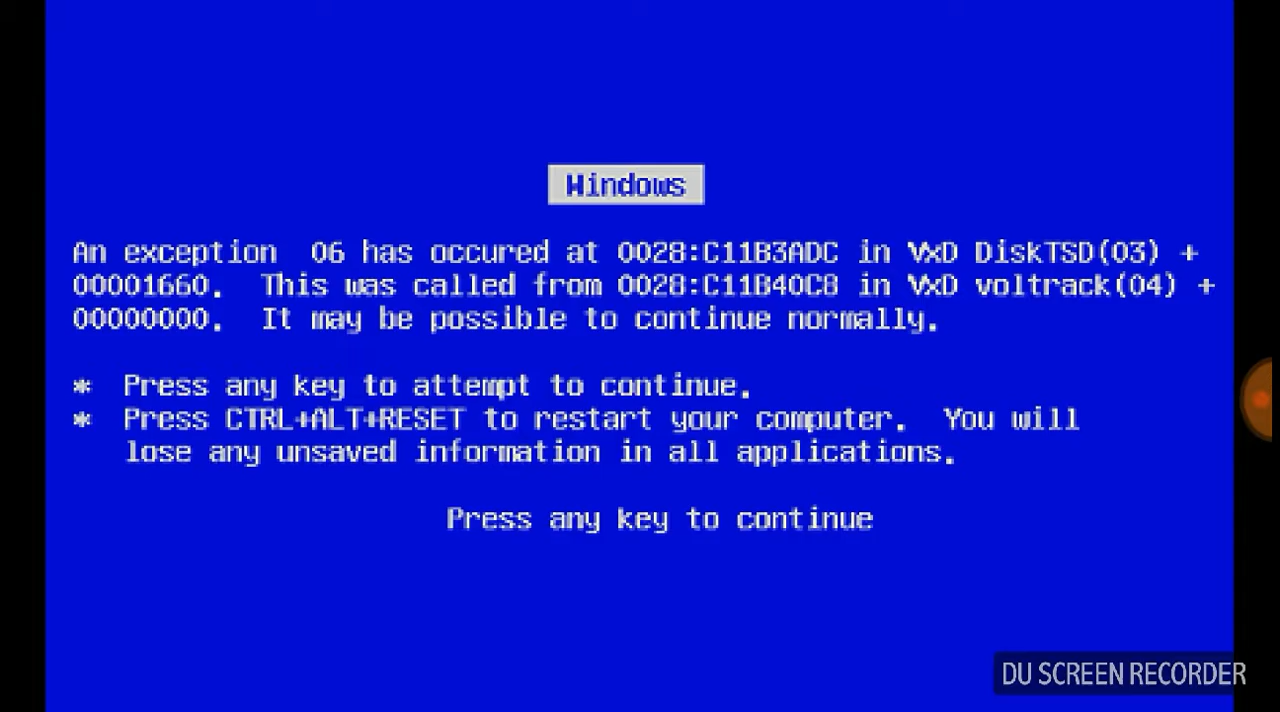 Windows
An exception 06 has occured at 0028:C11B3ADC in VxD DiskTSD(03) +
00001660. This was called from 0028:C11B40C8 in VxD voltrack(04) +
00000000. It may be possible to continue normally.
* Press any key to attempt to continue.
* Press CTRL+ALT+RESET to restart your computer. You will
lose any unsaved information in all applications.
Press any key to continue
DU SCREEN RECORDER